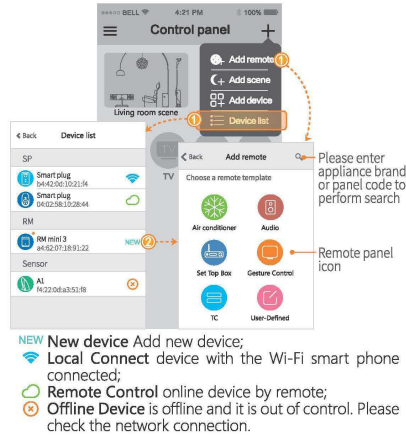 BELL 4:21 PM 100%
Control panel
Add remote 1
Add scene
Add device
1 Device list
Living room scene
TV
TV
< Back Device list
SP
Smart plug
b4:42:0d:10:21:f4
Smart plug
04:02:58:10:28:44
RM
RM mini 3
a4:62:07:18:91:22
NEW 2
Sensor
A1
f4:22:0d:a3:51:f8
< Back Add remote
Choose a remote template
Air conditioner Audio
Set Top Box Gesture Control
TC User-Defined
Please enter
appliance brand
or panel code to
perform search
Remote panel
icon
NEW New device Add new device;
Local Connect device with the Wi-Fi smart phone
connected;
Remote Control online device by remote;
Offline Device is offline and it is out of control. Please
check the network connection.